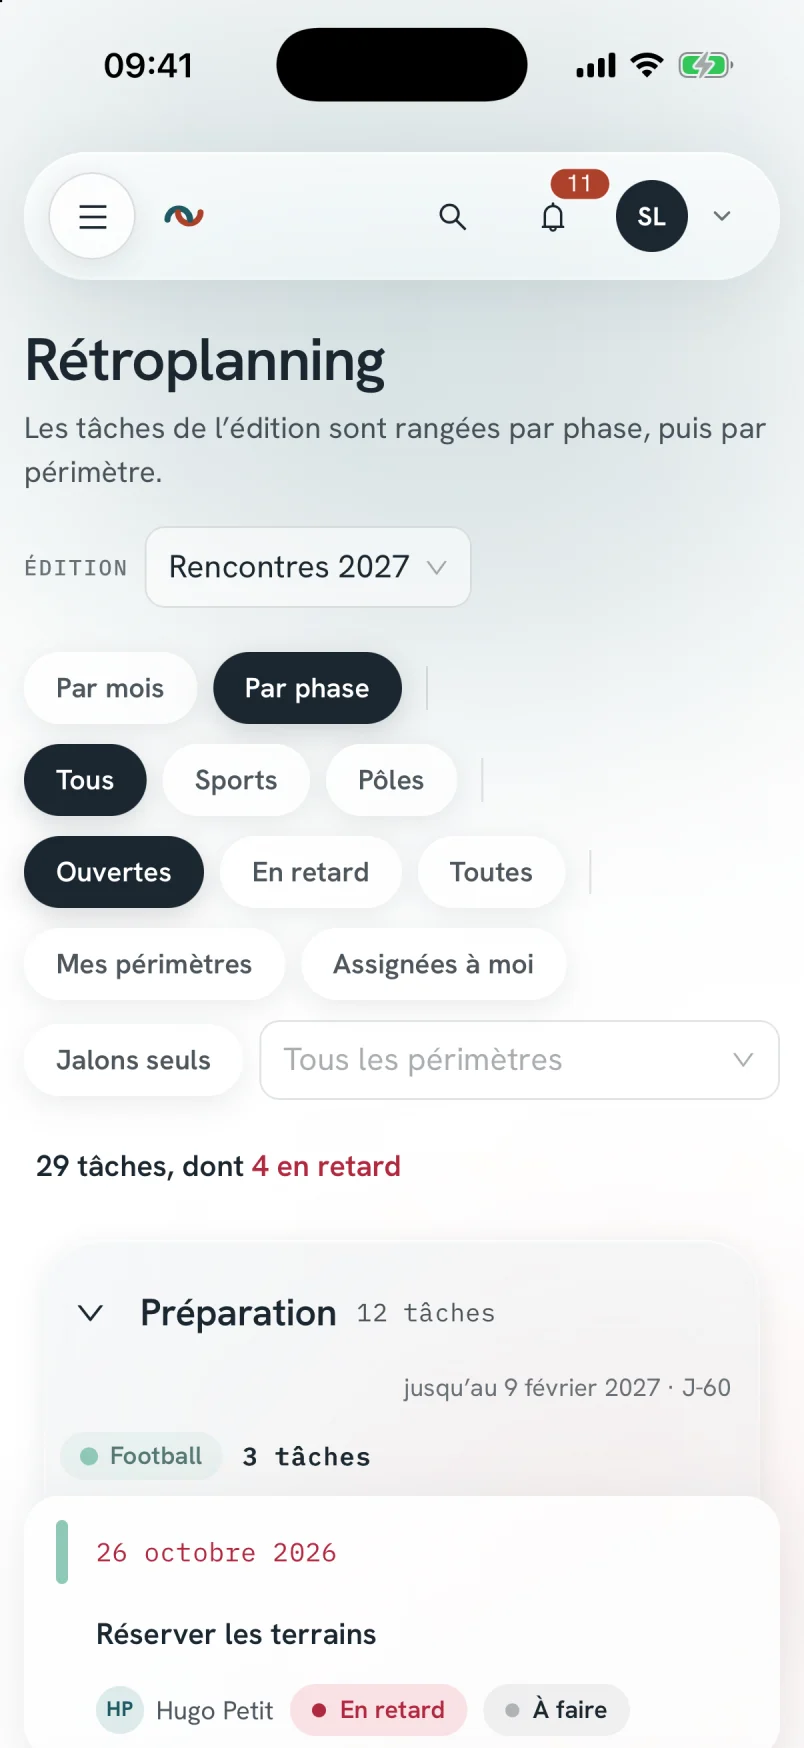 09:41
11
SL
Rétroplanning
Les tâches de l’édition sont rangées par phase, puis par
périmètre.
ÉDITION Rencontres 2027
Par mois Par phase
Tous Sports Pôles
Ouvertes En retard Toutes
Mes périmètres Assignées à moi
Jalons seuls Tous les périmètres
29 tâches, dont 4 en retard
Préparation 12 tâches
jusqu’au 9 février 2027 · J-60
Football 3 tâches
26 octobre 2026
Réserver les terrains
HP Hugo Petit En retard À faire